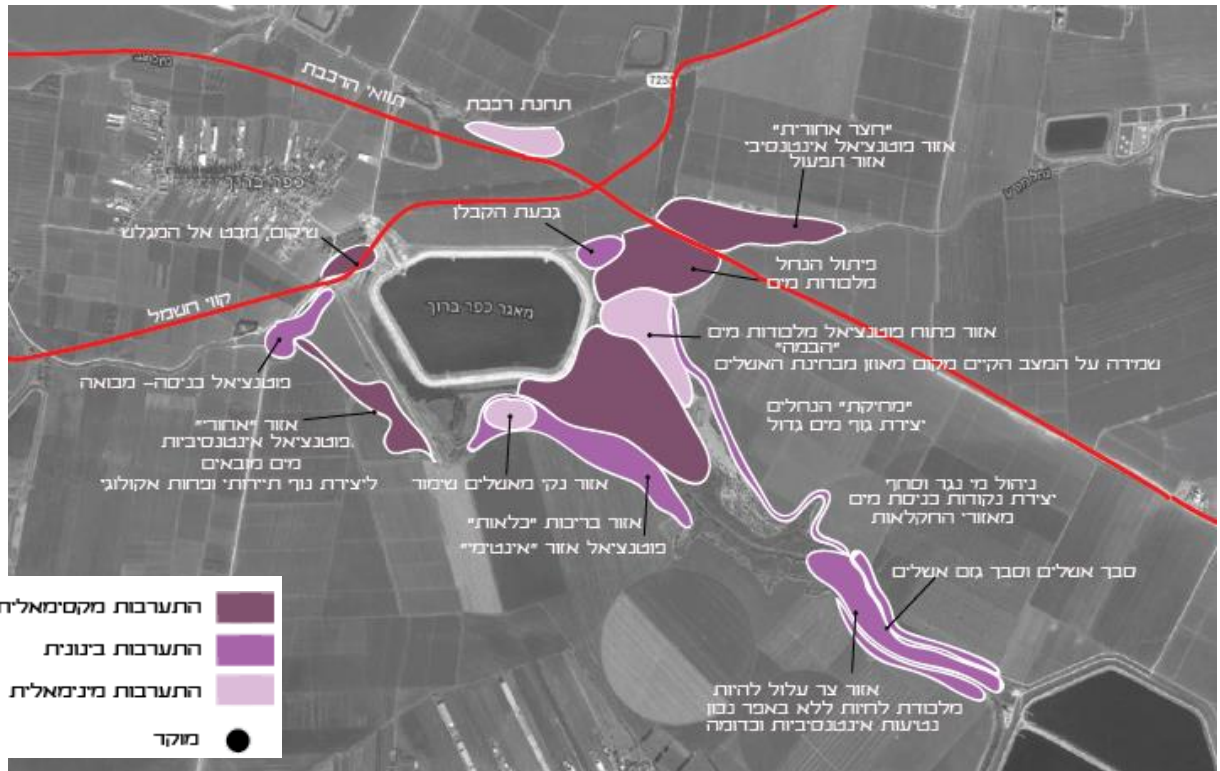 תוואי הרכבת
תחנת רכבת
7255
"חצר אחורית"
אזור פוטנציאל אינטנסיבי
אזור תפעול
כפר ברוך
שיקום, מבט אל המגלש
גבעת הקבלן
פיתול הנחל
מלכודות מים
קווי חשמל
מאגר כפר ברוך
אזור פתוח פוטנציאל מלכודות מים
"הבמה"
שמירה על המצב הקיים מקום מאוזן מבחינת האשלים
פוטנציאל כניסה- מבואה
"מחיקת" הנחלים
יצירת גוף מים גדול
אזור "אחורי"
פוטנציאל אינטנסיביות.
מים מובאים
ליצירת נוף תיירותי ופחות אקולוגי
אזור נקי מאשלים שימור
ניהול מי נגר וסחף
יצירת נקודות כניסת מים
מאזורי החקלאות
אזור בריכות "כלאות"
פוטנציאל אזור "אינטימי"
סבך אשלים וסבך גזם אשלים
אזור צר עלול להיות
מלכודת לחיות ללא באפר נכון
נטיעות אינטנסיביות וכדומה
התערבות מקסימאלית
התערבות בינונית
התערבות מינימאלית
מוקד